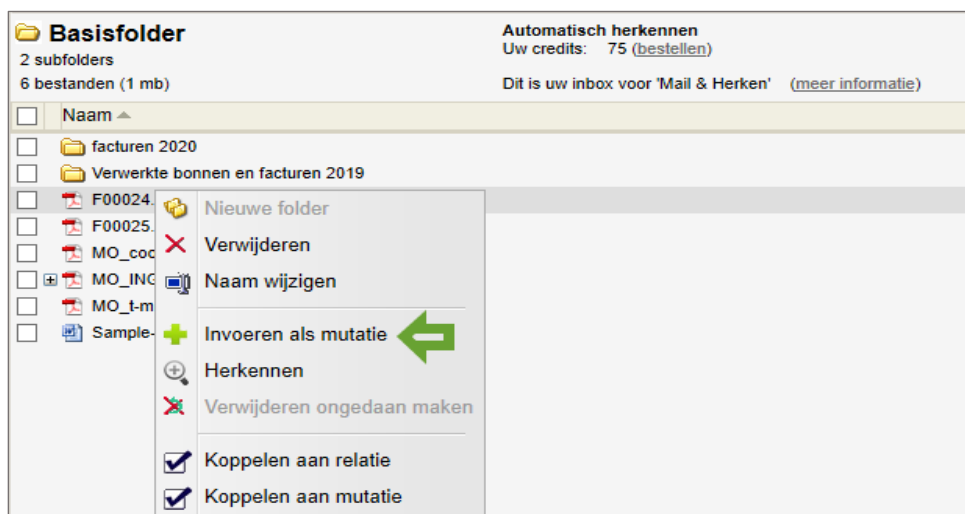 Basisfolder
2 subfolders
6 bestanden (1 mb)
Automatisch herkennen
Uw credits: 75 (bestellen)
Dit is uw inbox voor 'Mail & Herken' (meer informatie)
Naam
facturen 2020
Verwerkte bonnen en facturen 2019
F00024.
F00025.
MO_coo
MO_ING
MO_t-m
Sample-
Nieuwe folder
Verwijderen
Naam wijzigen
Invoeren als mutatie
Herkennen
Verwijderen ongedaan maken
Koppelen aan relatie
Koppelen aan mutatie